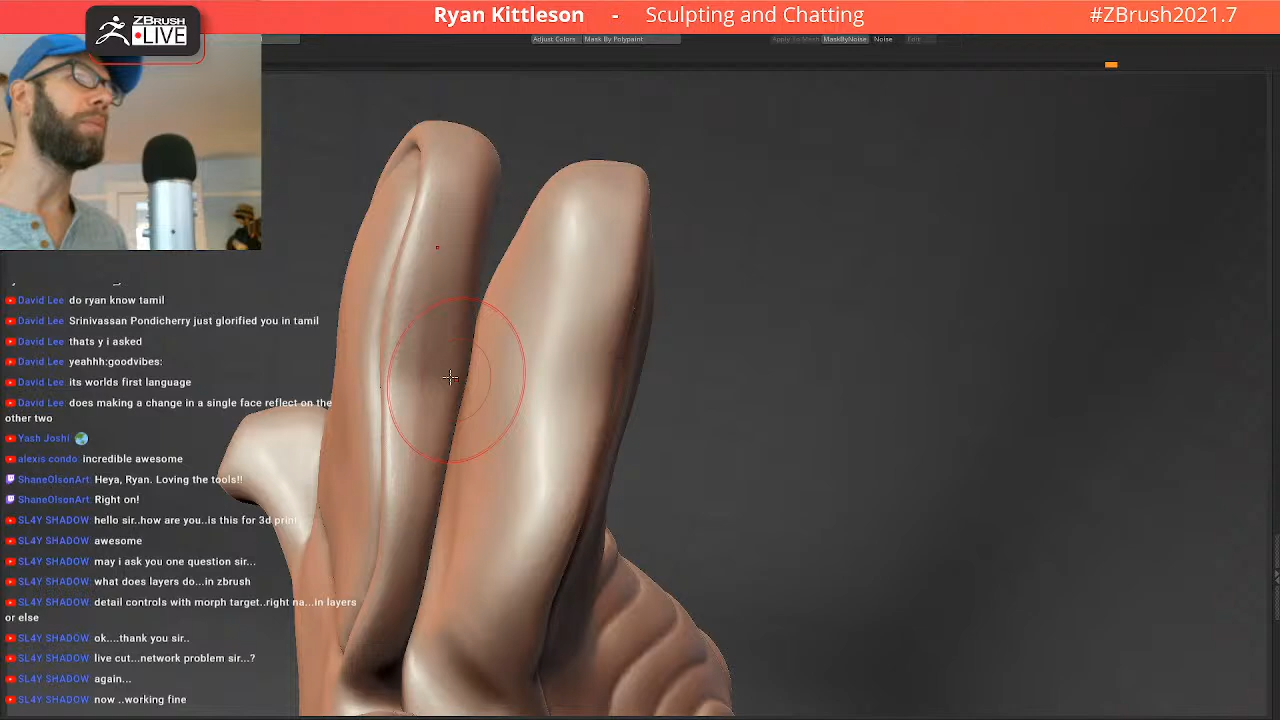 Ryan Kittleson - Sculpting and Chatting
#ZBrush2021.7
ZBRUSH
LIVE
Adjust Colors
Mask By Polypaint
Apply To Mesh
MaskByNoise
Noise
Edit
David Lee: do ryan know tamil
David Lee: Srinivassan Pondicherry just glorified you in tamil
David Lee: thats y i asked
David Lee: yeahhh:goodvibes:
David Lee: its worlds first language
David Lee: does making a change in a single face reflect on the
other two
Yash Joshi:
alexis condo: incredible awesome
ShaneOlsonArt: Heya, Ryan. Loving the tools!!
ShaneOlsonArt: Right on!
SL4Y SHADOW: hello sir..how are you..is this for 3d print
SL4Y SHADOW: awesome
SL4Y SHADOW: may i ask you one question sir...
SL4Y SHADOW: what does layers do...in zbrush
SL4Y SHADOW: detail controls with morph target..right na...in layers
or else
SL4Y SHADOW: ok....thank you sir..
SL4Y SHADOW: live cut...network problem sir...?
SL4Y SHADOW: again...
SL4Y SHADOW: now ..working fine